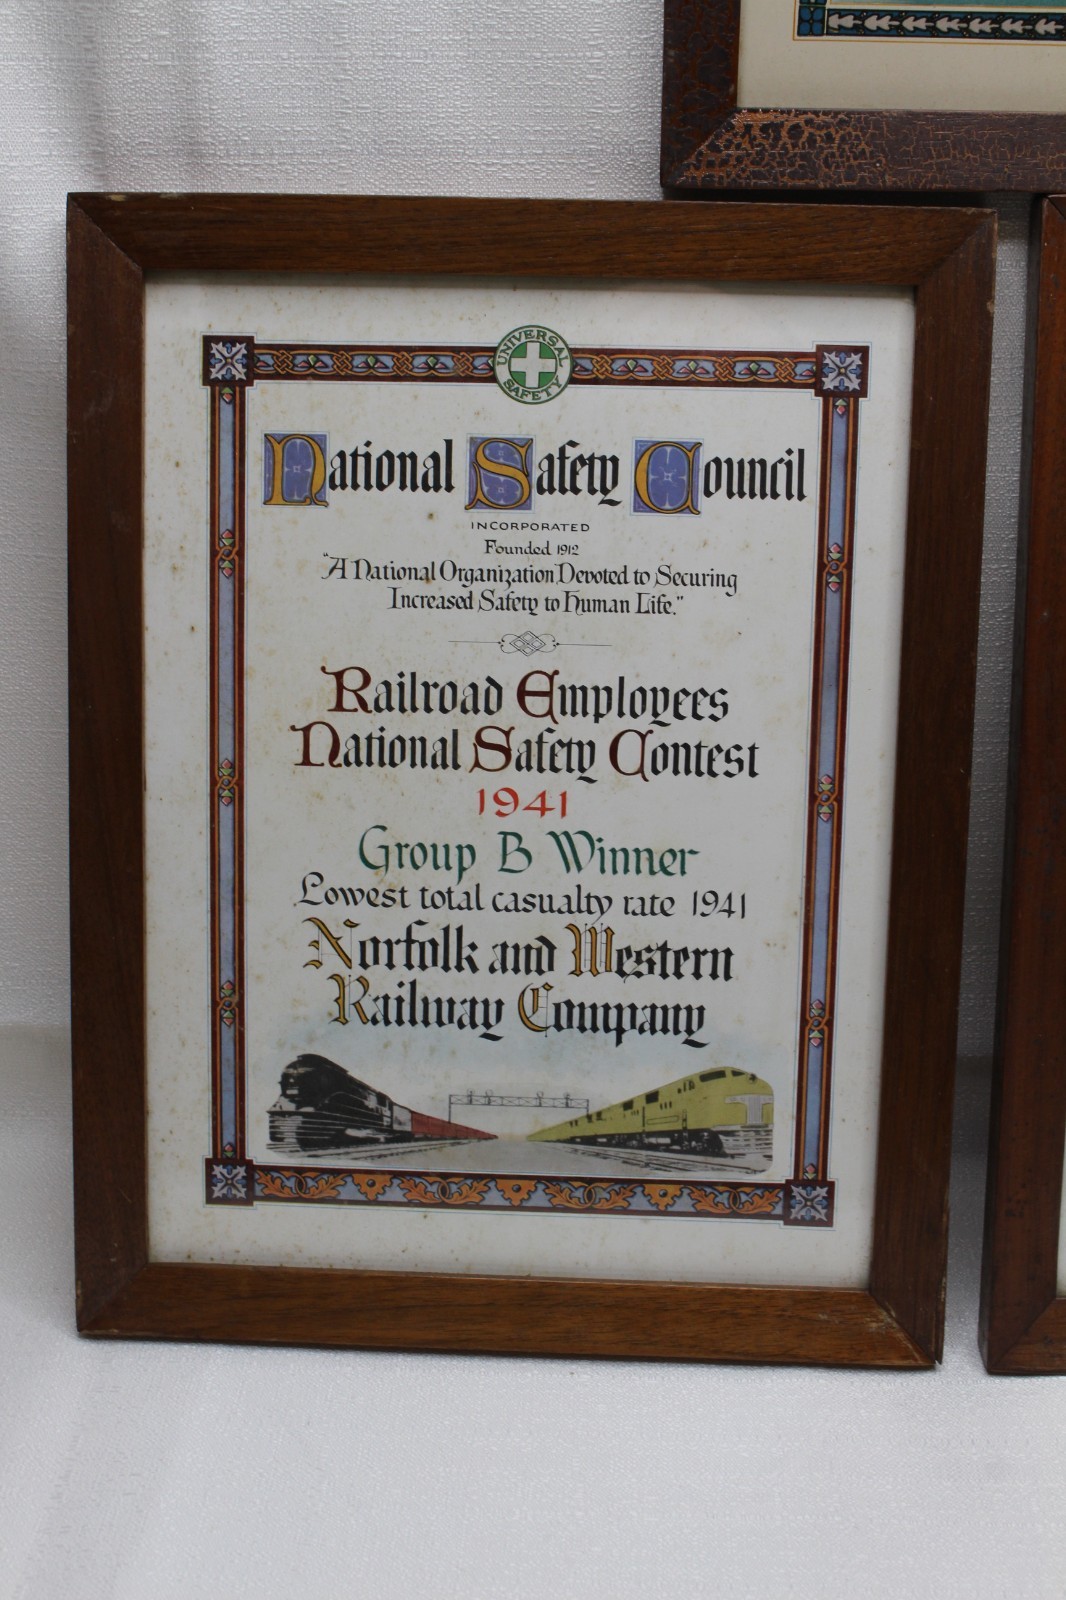 UNIVERSAL
SAFETY
National Safety Council
INCORPORATED
Founded 1912
"A National Organization Devoted to Securing
Increased Safety to Human Life."
Railroad Employees
National Safety Contest
1941
Group B Winner
Lowest total casualty rate 1941
Norfolk and Western
Railway Company